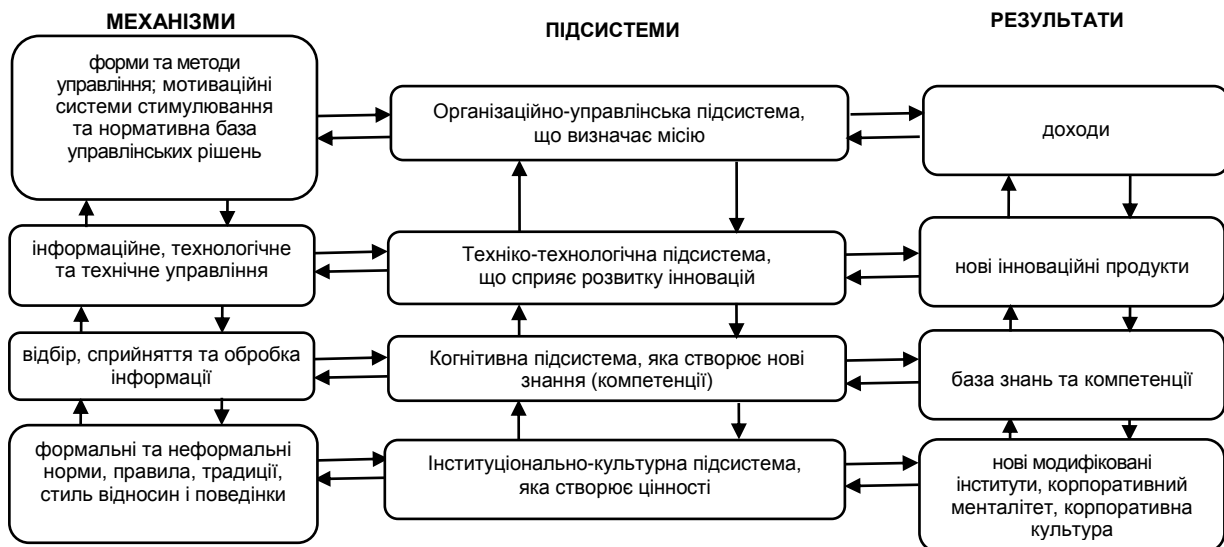 МЕХАНІЗМИ
ПІДСИСТЕМИ
РЕЗУЛЬТАТИ
форми та методи
управління; мотиваційні
системи стимулювання
та нормативна база
управлінських рішень
Організаційно-управлінська підсистема,
що визначає місію
доходи
інформаційне, технологічне
та технічне управління
Техніко-технологічна підсистема,
що сприяє розвитку інновацій
нові інноваційні продукти
відбір, сприйняття та обробка
інформації
Когнітивна підсистема, яка створює нові
знання (компетенції)
база знань та компетенції
формальні та неформальні
норми, правила, традиції,
стиль відносин і поведінки
Інституціонально-культурна підсистема,
яка створює цінності
нові модифіковані
інститути, корпоративний
менталітет, корпоративна
культура